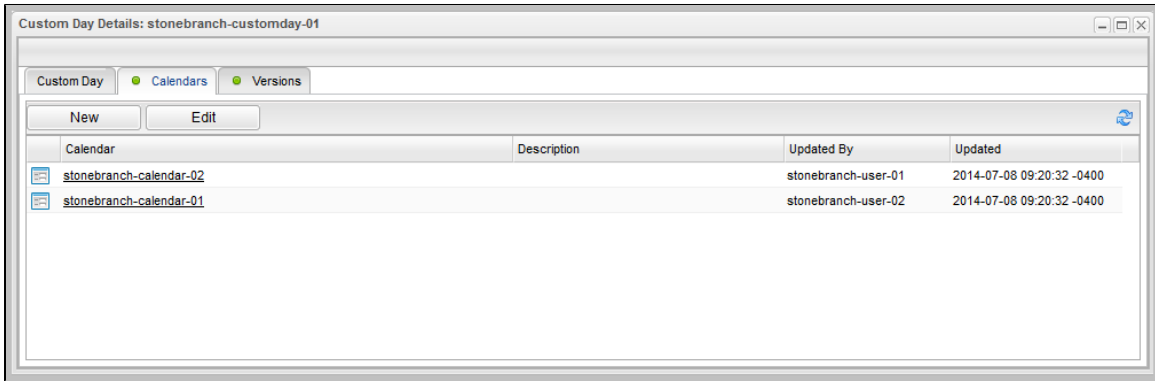 Custom Day Details: stonebranch-customday-01
Custom Day Calendars Versions
New Edit
Calendar Description Updated By Updated
stonebranch-calendar-02 stonebranch-user-01 2014-07-08 09:20:32 -0400
stonebranch-calendar-01 stonebranch-user-02 2014-07-08 09:20:32 -0400